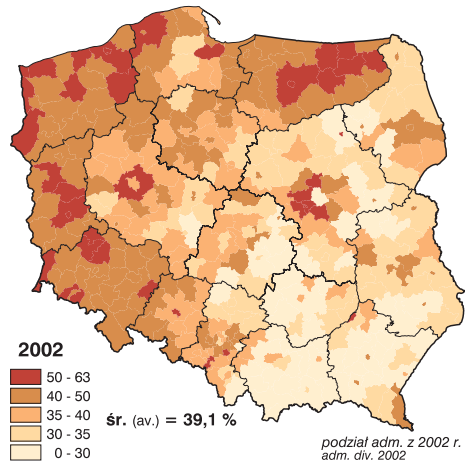 2002
50 - 63
40 - 50
35 - 40
30 - 35
0 - 30
śr. (av.) = 39,1 %
podział adm. z 2002 r.
adm. div. 2002